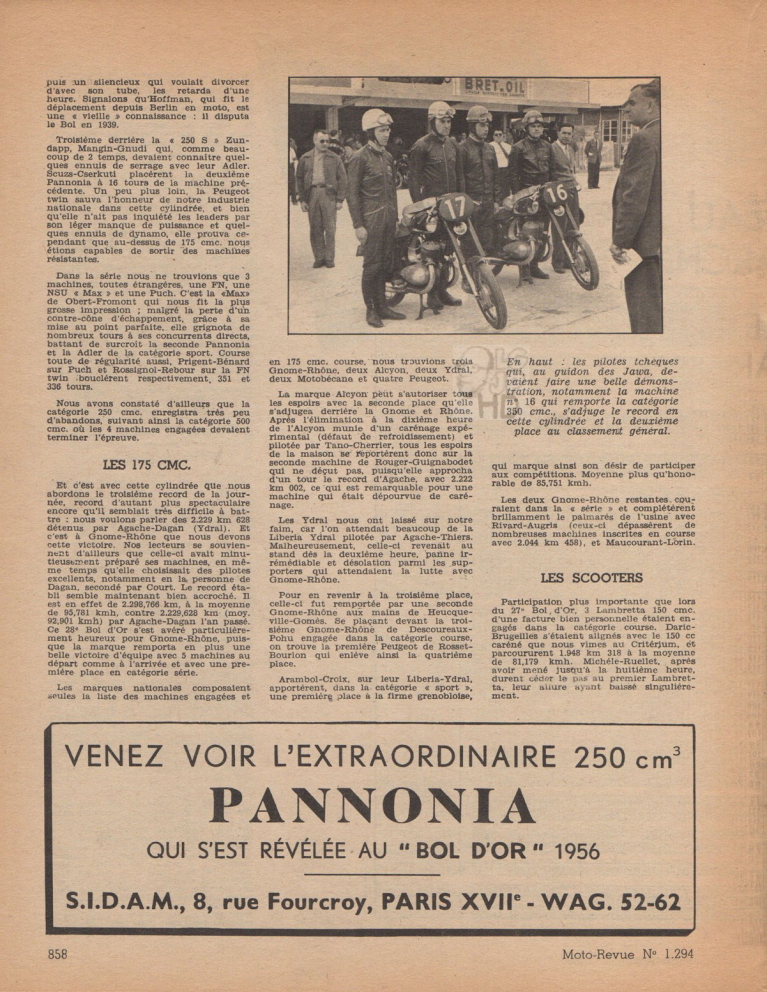 puis un silencieux qui voulait divorcer
d'avec son tube, les retarda d'une
heure. Signalons qu'Hoffman, qui fit le
déplacement depuis Berlin en moto, est
une « vieille » connaissance : il disputa
le Bol en 1939.
Troisième derrière la « 250 S » Zun-
dapp, Mangin-Gnudi qui, comme beau-
coup de 2 temps, devaient connaître quel-
ques ennuis de serrage avec leur Adler.
Scuzs-Cserkuti placèrent la deuxième
Pannonia à 16 tours de la machine pré-
cédente. Un peu plus loin, la Peugeot
twin sauva l'honneur de notre industrie
nationale dans cette cylindrée, et bien
qu'elle n'ait pas inquiété les leaders par
son léger manque de puissance et quel-
ques ennuis de dynamo, elle prouva ce-
pendant que au-dessus de 175 cmc. nous
étions capables de sortir des machines
résistantes.
Dans la série nous ne trouvions que 3
machines, toutes étrangères, une FN, une
NSU « Max » et une Puch. C'est la «Max»
de Obert-Fromont qui nous fit la plus
grosse impression ; malgré la perte d'un
contre-cône d'échappement, grâce à sa
mise au point parfaite, elle grignota de
nombreux tours à ses concurrents directs,
battant de surcroît la seconde Pannonia
et la Adler de la catégorie sport. Course
toute de régularité aussi, Prigent-Bénard
sur Puch et Rossignol-Rebour sur la FN
twin bouclèrent respectivement 351 et
336 tours.
Nous avons constaté d'ailleurs que la
catégorie 250 cmc. enregistra très peu
d'abandons, suivant ainsi la catégorie 500
cmc. où les 4 machines engagées devaient
terminer l'épreuve.
LES 175 CMC.
Et c'est avec cette cylindrée que nous
abordons le troisième record de la jour-
née, record d'autant plus spectaculaire
encore qu'il semblait très difficile à bat-
tre : nous voulons parler des 2.229 km 628
détenus par Agache-Dagan (Ydral). Et
c'est à Gnome-Rhône que nous devons
cette victoire. Nos lecteurs se souvien-
nent d'ailleurs que celle-ci avait minu-
tieusement préparé ses machines, en mê-
me temps qu'elle choisissait des pilotes
excellents, notamment en la personne de
Dagan, secondé par Court. Le record éta-
bli semble maintenant bien accroché. Il
est en effet de 2.298,766 km, à la moyenne
de 95,781 kmh, contre 2.229,628 km (moy.
92,901 kmh) par Agache-Dagan l'an passé.
Ce 28e Bol d'Or s'est avéré particulière-
ment heureux pour Gnome-Rhône, puis-
que la marque remporta en plus une
belle victoire d'équipe avec 5 machines au
départ comme à l'arrivée et avec une pre-
mière place en catégorie série.
Les marques nationales composaient
seules la liste des machines engagées et
BRET.OIL
17
16
en 175 cmc. course, nous trouvions trois
Gnome-Rhône, deux Alcyon, deux Ydral,
deux Motobécane et quatre Peugeot.
La marque Alcyon peut s'autoriser tous
les espoirs avec la seconde place qu'elle
s'adjugea derrière la Gnome et Rhône.
Après l'élimination à la dixième heure
de l'Alcyon munie d'un carénage expé-
rimental (défaut de refroidissement) et
pilotée par Tano-Cherrier, tous les espoirs
de la maison se reportèrent donc sur la
seconde machine de Rouger-Guignabodet
qui ne déçut pas, puisqu'elle approcha
d'un tour le record d'Agache, avec 2.222
km 002, ce qui est remarquable pour une
machine qui était dépourvue de caré-
nage.
Les Ydral nous ont laissé sur notre
faim, car l'on attendait beaucoup de la
Liberia Ydral pilotée par Agache-Thiers.
Malheureusement, celle-ci revenait au
stand dès la deuxième heure, panne irr-
rémédiable et désolation parmi les sup-
porters qui attendaient la lutte avec
Gnome-Rhône.
Pour en revenir à la troisième place,
celle-ci fut remportée par une seconde
Gnome-Rhône aux mains de Heucque-
ville-Gomès. Se plaçant devant la troi-
sième Gnome-Rhône de Descoureaux-
Pohu engagée dans la catégorie course,
on trouve la première Peugeot de Rosset-
Bourlon qui enlève ainsi la quatrième
place.
Arambol-Croix, sur leur Liberia-Ydral,
apportèrent, dans la catégorie « sport »,
une première place à la firme grenobloise,
En haut : les pilotes tchèques
qui, au guidon des Jawa, de-
vaient faire une belle démons-
tration, notamment la machine
n° 16 qui remporte la catégorie
350 cmc., s'adjuge le record en
cette cylindrée et la deuxième
place au classement général.
qui marque ainsi son désir de participer
aux compétitions. Moyenne plus qu'hono-
rable de 85,751 kmh.
Les deux Gnome-Rhône restantes cou-
raient dans la « série » et complétèrent
brillamment le palmarès de l'usine avec
Rivard-Augris (ceux-ci dépassèrent de
nombreuses machines inscrites en course
avec 2.044 km 458), et Maucourant-Lorin.
LES SCOOTERS
Participation plus importante que lors
du 27e Bol d'Or, 3 Lambretta 150 cmc.
d'une facture bien personnelle étaient en-
gagés dans la catégorie course. Daric-
Brugeilles s'étaient alignés avec le 150 cc
caréné que nous vîmes au Critérium, et
parcoururent 1.948 km 318 à la moyenne
de 81,179 kmh. Michèle-Ruellet, après
avoir mené jusqu'à la huitième heure,
durent céder le pas au premier Lambret-
ta, leur allure ayant baissé singulière-
ment.
VENEZ VOIR L'EXTRAORDINAIRE 250 cm³
PANNONIA
QUI S'EST RÉVÉLÉE AU " BOL D'OR " 1956
S.I.D.A.M., 8, rue Fourcroy, PARIS XVIIe - WAG. 52-62
858
Moto-Revue N° 1.294